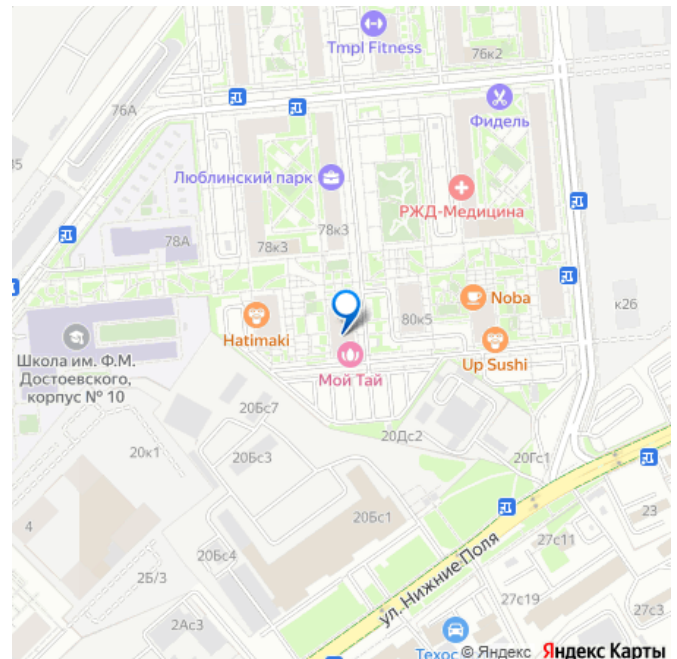 Tmpl Fitness
76к2
76А
Фидель
Люблинский парк
РЖД-Медицина
78А
78к3
78к3
Noba
к26
80к5
Hatimaki
Up Sushi
Школа им. Ф.М.
Достоевского,
корпус № 10
Мой Тай
20Бс7
20Дс2
20к1
20Бс3
20Гс1
4
20Бс1
23
20Бс4
ул. Нижние Поля
27с11
2Б/3
27с19
27с3
2Ас3
Техос
© Яндекс Яндекс Карты